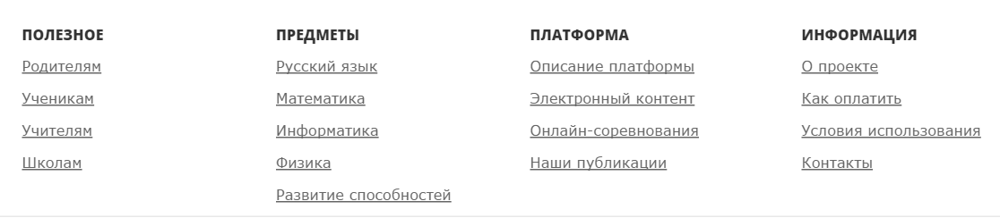 ПОЛЕЗНОЕ
Родителям
Ученикам
Учителям
Школам
ПРЕДМЕТЫ
Русский язык
Математика
Информатика
Физика
Развитие способностей
ПЛАТФОРМА
Описание платформы
Электронный контент
Онлайн-соревнования
Наши публикации
ИНФОРМАЦИЯ
О проекте
Как оплатить
Условия использования
Контакты